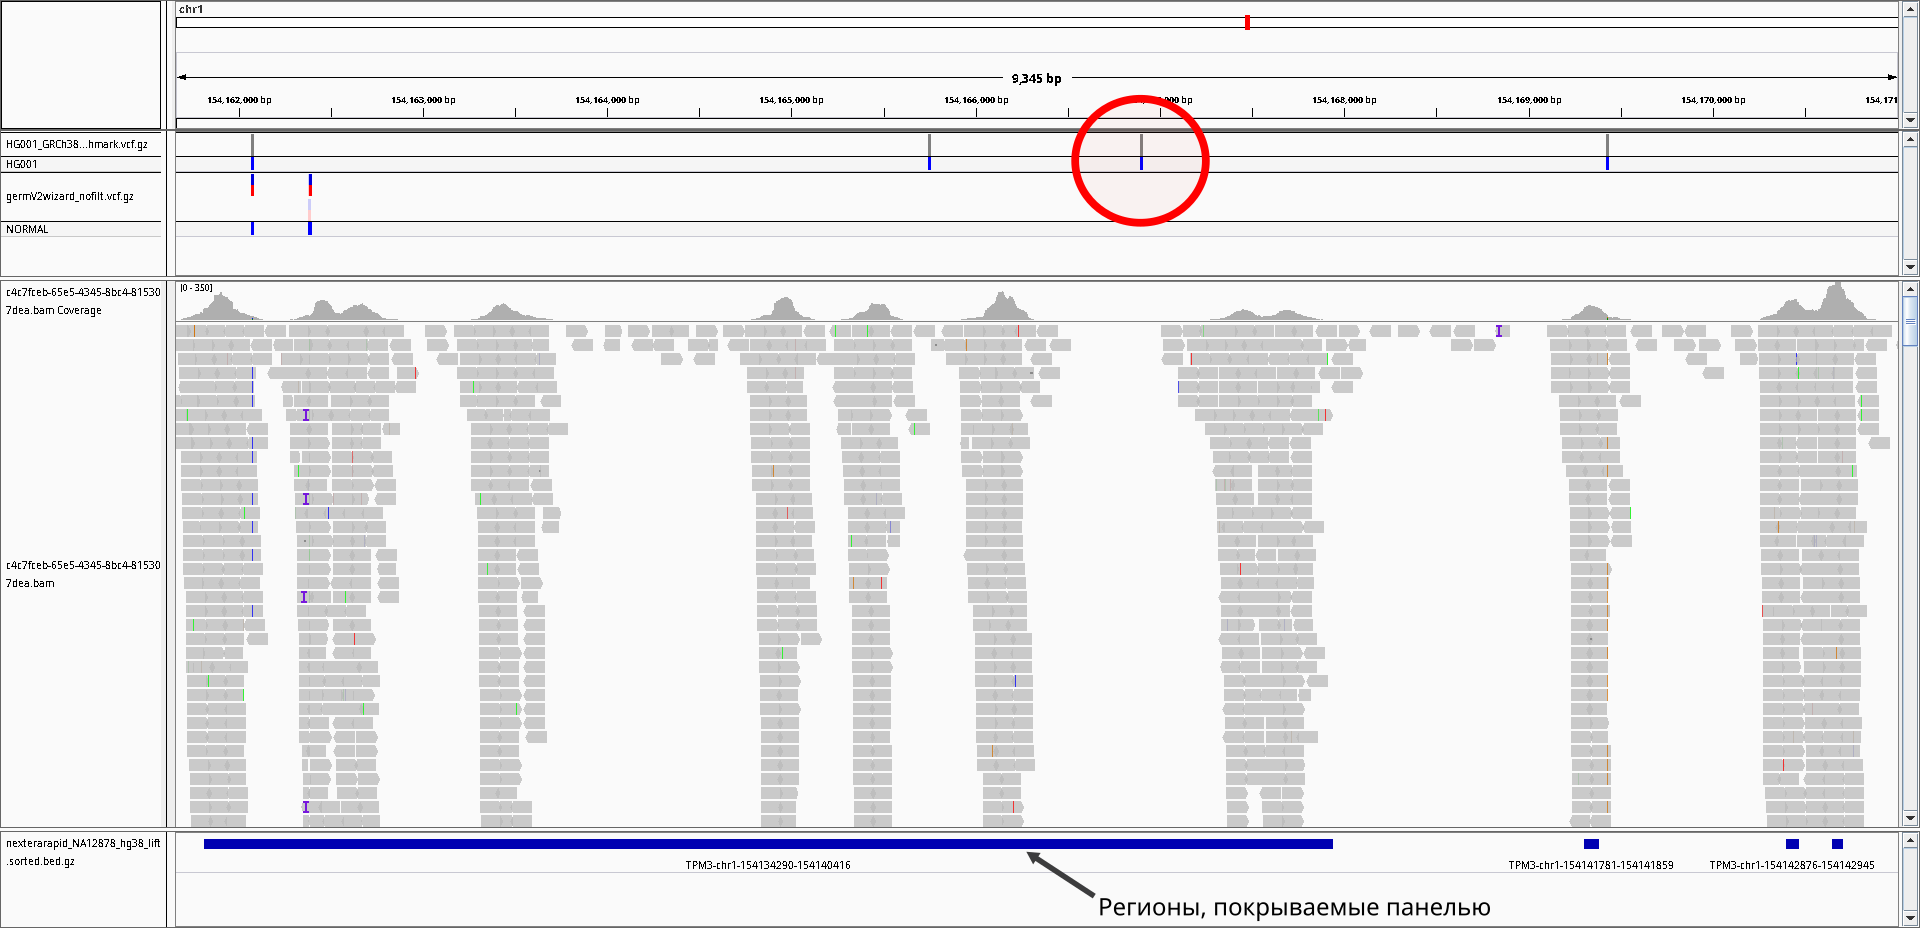 chr1
9,345 bp
154,162,000 bp 154,163,000 bp 154,164,000 bp 154,165,000 bp 154,166,000 bp 000 bp 154,168,000 bp 154,169,000 bp 154,170,000 bp 154,171
HG001_GRCh38...hmark.vcf.gz
HG001
germV2wizard_nofilt.vcf.gz
NORMAL
c4c7fceb-65e5-4345-8bc4-81530
7dea.bam Coverage
[0 - 350]
c4c7fceb-65e5-4345-8bc4-81530
7dea.bam
nexterarapid_NA12878_hg38_lift
.sorted.bed.gz
TPM3-chr1-154134290-154140416 TPM3-chr1-154141781-154141859 TPM3-chr1-154142876-154142945
Регионы, покрываемые панелью